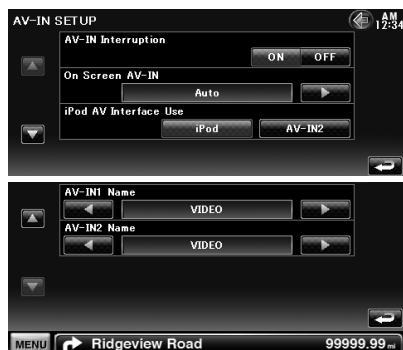 AV-IN SETUP
AM
12:34
AV-IN Interruption
ON OFF
On Screen AV-IN
Auto
iPod AV Interface Use
iPod AV-IN2
AV-IN1 Name
VIDEO
AV-IN2 Name
VIDEO
MENU Ridgeview Road 99999.99 mi